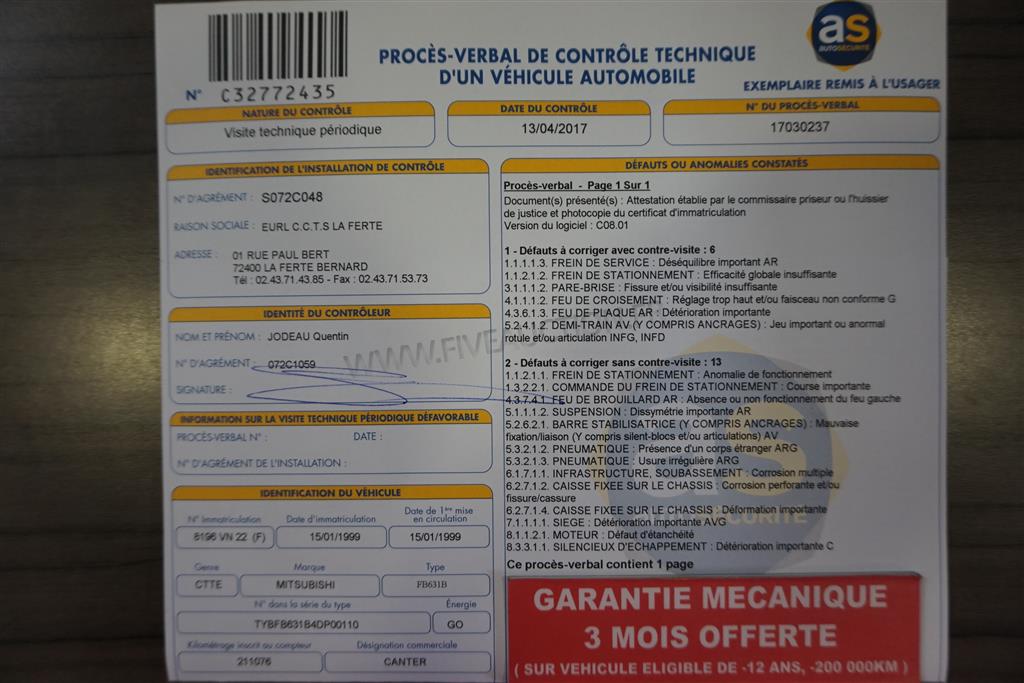 as
AUTOSÉCURITÉ
PROCÈS-VERBAL DE CONTRÔLE TECHNIQUE
D'UN VÉHICULE AUTOMOBILE
N° C32772435
EXEMPLAIRE REMIS À L'USAGER
NATURE DU CONTRÔLE
Visite technique périodique
DATE DU CONTRÔLE
13/04/2017
N° DU PROCÈS-VERBAL
17030237
IDENTIFICATION DE L'INSTALLATION DE CONTRÔLE
N° D'AGRÉMENT : S072C048
RAISON SOCIALE : EURL C.C.T.S LA FERTE
ADRESSE : 01 RUE PAUL BERT
72400 LA FERTE BERNARD
Tél : 02.43.71.43.85 - Fax : 02.43.71.53.73
IDENTITÉ DU CONTRÔLEUR
NOM ET PRÉNOM : JODEAU Quentin
N° D'AGRÉMENT : 072C1059
SIGNATURE :
INFORMATION SUR LA VISITE TECHNIQUE PÉRIODIQUE DÉFAVORABLE
PROCÈS-VERBAL N° : DATE :
N° D'AGRÉMENT DE L'INSTALLATION :
IDENTIFICATION DU VÉHICULE
N° Immatriculation
8196 VN 22 (F)
Date d'immatriculation
15/01/1999
Date de 1ère mise
en circulation
15/01/1999
Genre
CTTE
Marque
MITSUBISHI
Type
FB631B
N° dans la série du type
TYBFB631B4DP00110
Énergie
GO
Kilométrage inscrit au compteur
211076
Désignation commerciale
CANTER
DÉFAUTS OU ANOMALIES CONSTATÉS
Procès-verbal - Page 1 Sur 1
Document(s) présenté(s) : Attestation établie par le commissaire priseur ou l'huissier
de justice et photocopie du certificat d'immatriculation
Version du logiciel : C08.01
1 - Défauts à corriger avec contre-visite : 6
1.1.1.1.3. FREIN DE SERVICE : Déséquilibre important AR
1.1.2.1.2. FREIN DE STATIONNEMENT : Efficacité globale insuffisante
3.1.1.1.2. PARE-BRISE : Fissure et/ou visibilité insuffisante
4.1.1.1.2. FEU DE CROISEMENT : Réglage trop haut et/ou faisceau non conforme G
4.3.6.1.3. FEU DE PLAQUE AR : Détérioration importante
5.2.4.1.2. DEMI-TRAIN AV (Y COMPRIS ANCRAGES) : Jeu important ou anormal
rotule et/ou articulation INFG, INFD
2 - Défauts à corriger sans contre-visite : 13
1.1.2.1.1. FREIN DE STATIONNEMENT : Anomalie de fonctionnement
1.3.2.2.1. COMMANDE DU FREIN DE STATIONNEMENT : Course importante
4.3.7.4.1. FEU DE BROUILLARD AR : Absence ou non fonctionnement du feu gauche
5.1.1.1.2. SUSPENSION : Dissymétrie importante AR
5.2.6.2.1. BARRE STABILISATRICE (Y COMPRIS ANCRAGES) : Mauvaise
fixation/liaison (Y compris silent-blocs et/ou articulations) AV
5.3.2.1.2. PNEUMATIQUE : Présence d'un corps étranger ARG
5.3.2.1.3. PNEUMATIQUE : Usure irrégulière ARG
6.1.7.1.1. INFRASTRUCTURE, SOUBASSEMENT : Corrosion multiple
6.2.7.1.2. CAISSE FIXEE SUR LE CHASSIS : Corrosion perforante et/ou
fissure/cassure
6.2.7.1.4. CAISSE FIXEE SUR LE CHASSIS : Déformation importante
7.1.1.1.1. SIEGE : Détérioration importante AVG
8.1.1.2.1. MOTEUR : Défaut d'étanchéité
8.3.3.1.1. SILENCIEUX D'ECHAPPEMENT : Détérioration importante C
Ce procès-verbal contient 1 page
GARANTIE MECANIQUE
3 MOIS OFFERTE
( SUR VEHICULE ELIGIBLE DE -12 ANS, -200 000KM )